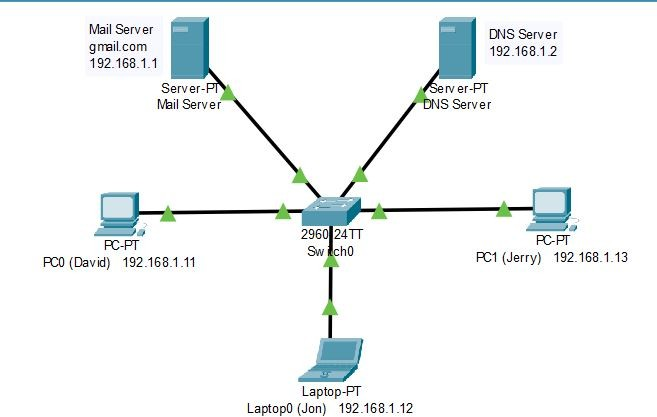 Mail Server
gmail.com
192.168.1.1
Server-PT
Mail Server
DNS Server
192.168.1.2
Server-PT
DNS Server
PC-PT
PC0 (David) 192.168.1.11
2960-24TT
Switch0
PC-PT
PC1 (Jerry) 192.168.1.13
Laptop-PT
Laptop0 (Jon) 192.168.1.12